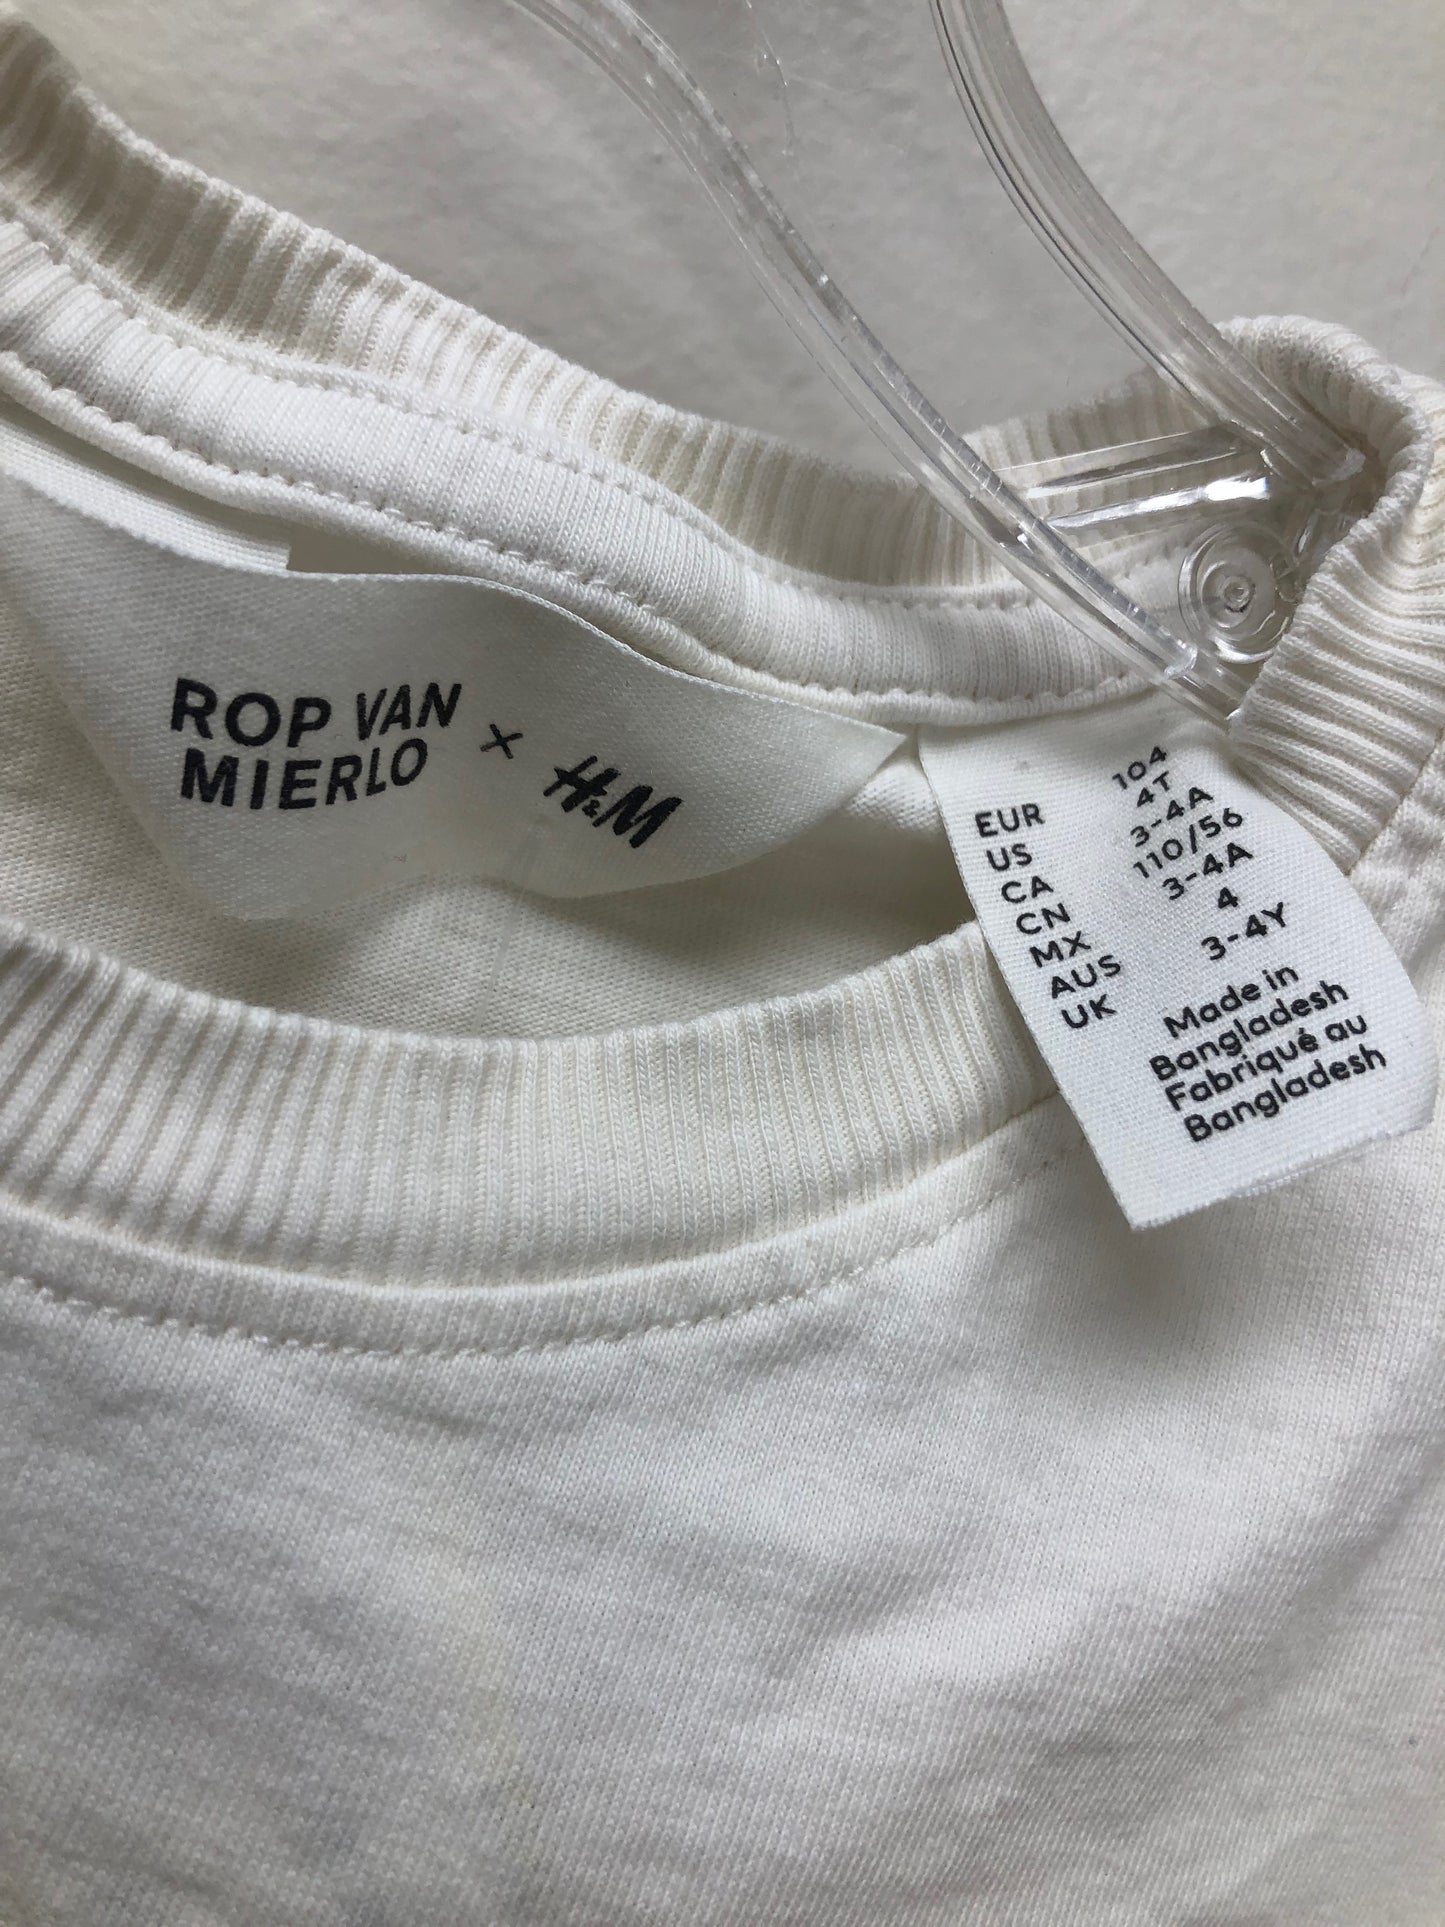 ROP VAN
MIERLO × H&M
EUR 104
US 4T
CA 3-4A
CN 110/56
MX 3-4A
AUS 4
UK 3-4Y
Made in
Bangladesh
Fabriqué au
Bangladesh